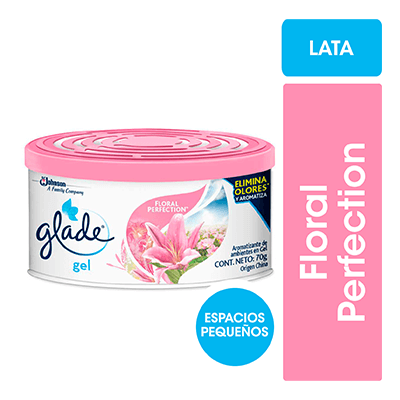 LATA
Floral
Perfection
Johnson
A Family Company
glade
gel
FLORAL
PERFECTION
ELIMINA
OLORES*
Y AROMATIZA
Aromatizante de
ambientes en Gel
CONT. NETO: 70g
Origen China
ESPACIOS
PEQUEÑOS